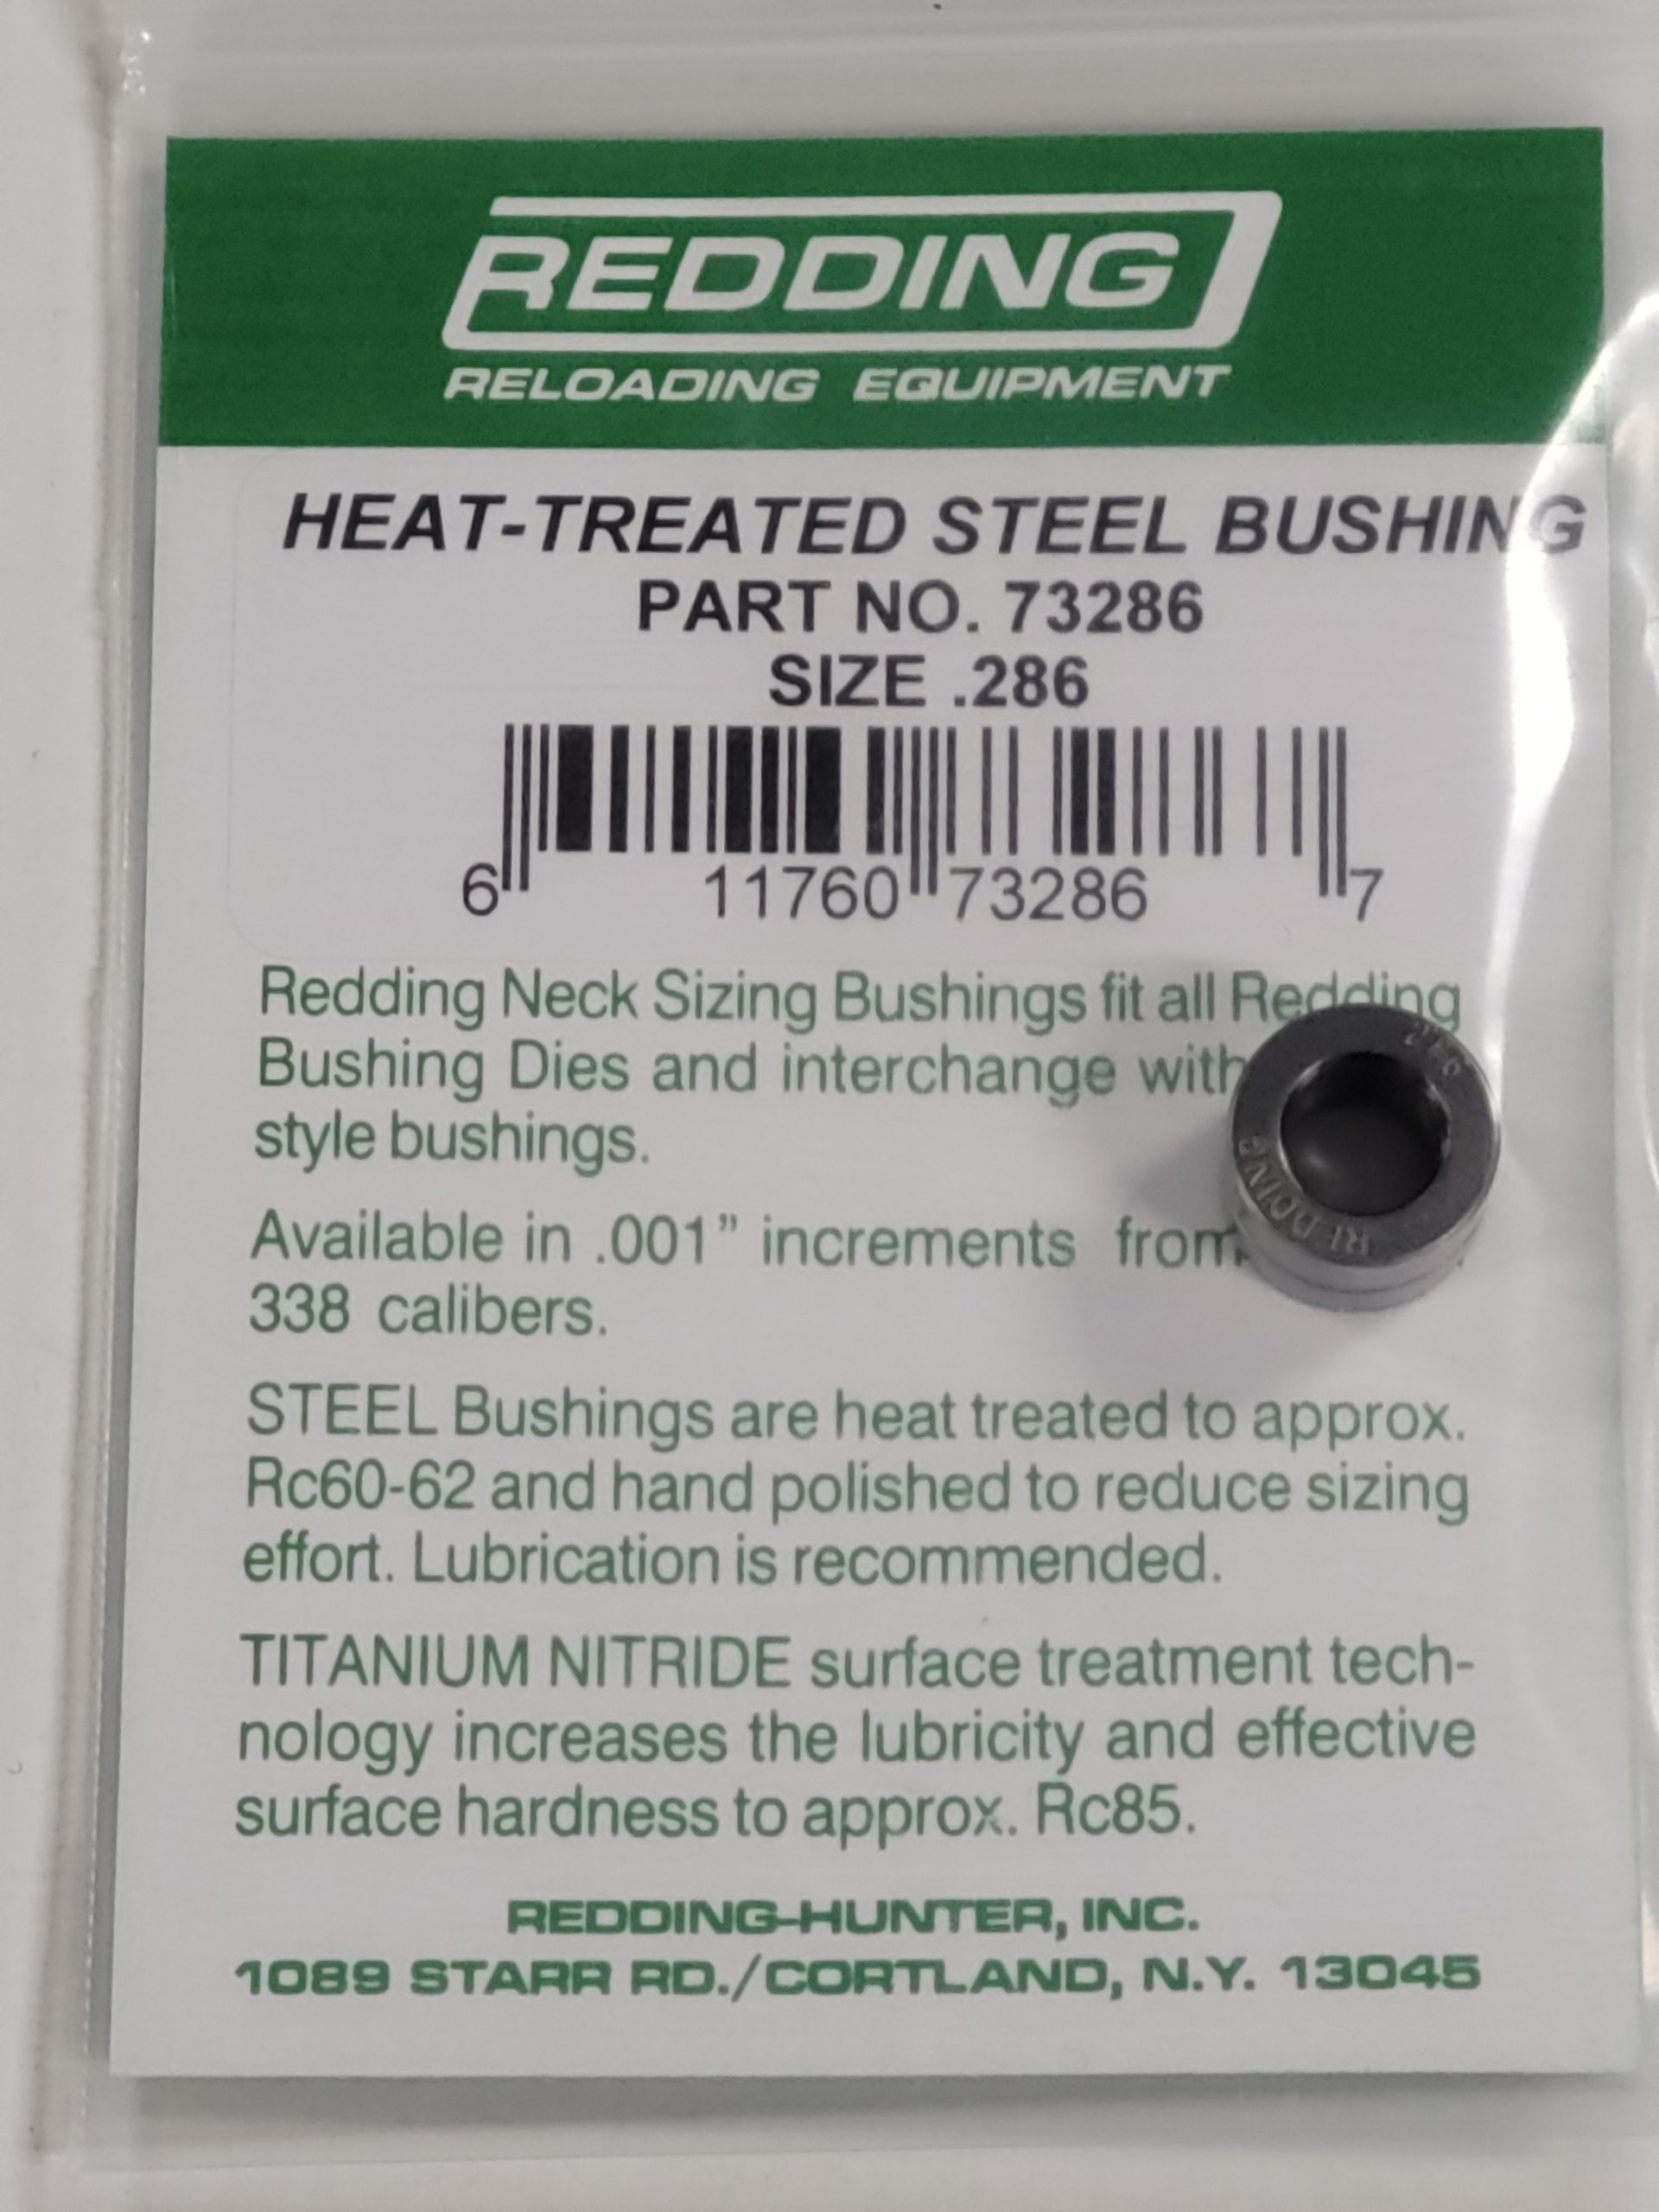 REDDING
RELOADING EQUIPMENT
HEAT-TREATED STEEL BUSHING
PART NO. 73286
SIZE .286
6 11760 73286 7
Redding Neck Sizing Bushings fit all Redding
Bushing Dies and interchange with
style bushings.
Available in .001” increments from
338 calibers.
STEEL Bushings are heat treated to approx.
Rc60-62 and hand polished to reduce sizing
effort. Lubrication is recommended.
TITANIUM NITRIDE surface treatment tech-
nology increases the lubricity and effective
surface hardness to approx. Rc85.
REDDING-HUNTER, INC.
1089 STARR RD./CORTLAND, N.Y. 13045
REDDING